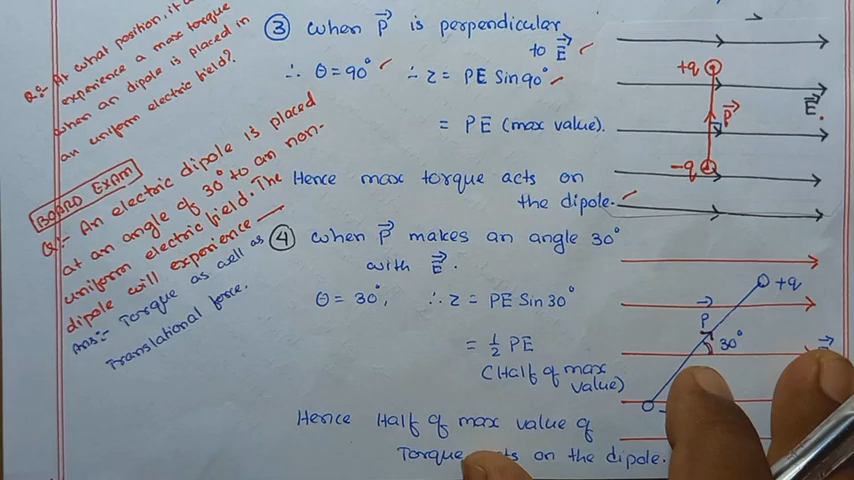 Q:- At what position, it
experience a max torque
when an dipole is placed in
an uniform electric field?
BOARD EXAM
Q:- An electric dipole is placed
at an angle of 30° to an non-
uniform electric field. The
dipole will experience —
Ans:- Torque as well as
Translational force.
③ when P⃗ is perpendicular
to E⃗
∴ θ = 90° ∴ τ = PE Sin90°
= PE (max value).
Hence max torque acts on
the dipole.
+q
P⃗
E⃗
-q
④ when P⃗ makes an angle 30°
with E⃗.
θ = 30°, ∴ τ = PE Sin 30°
= 1/2 PE
(Half of max
value)
Hence Half of max value of
Torque on the dipole.
+q
P⃗
30°
-